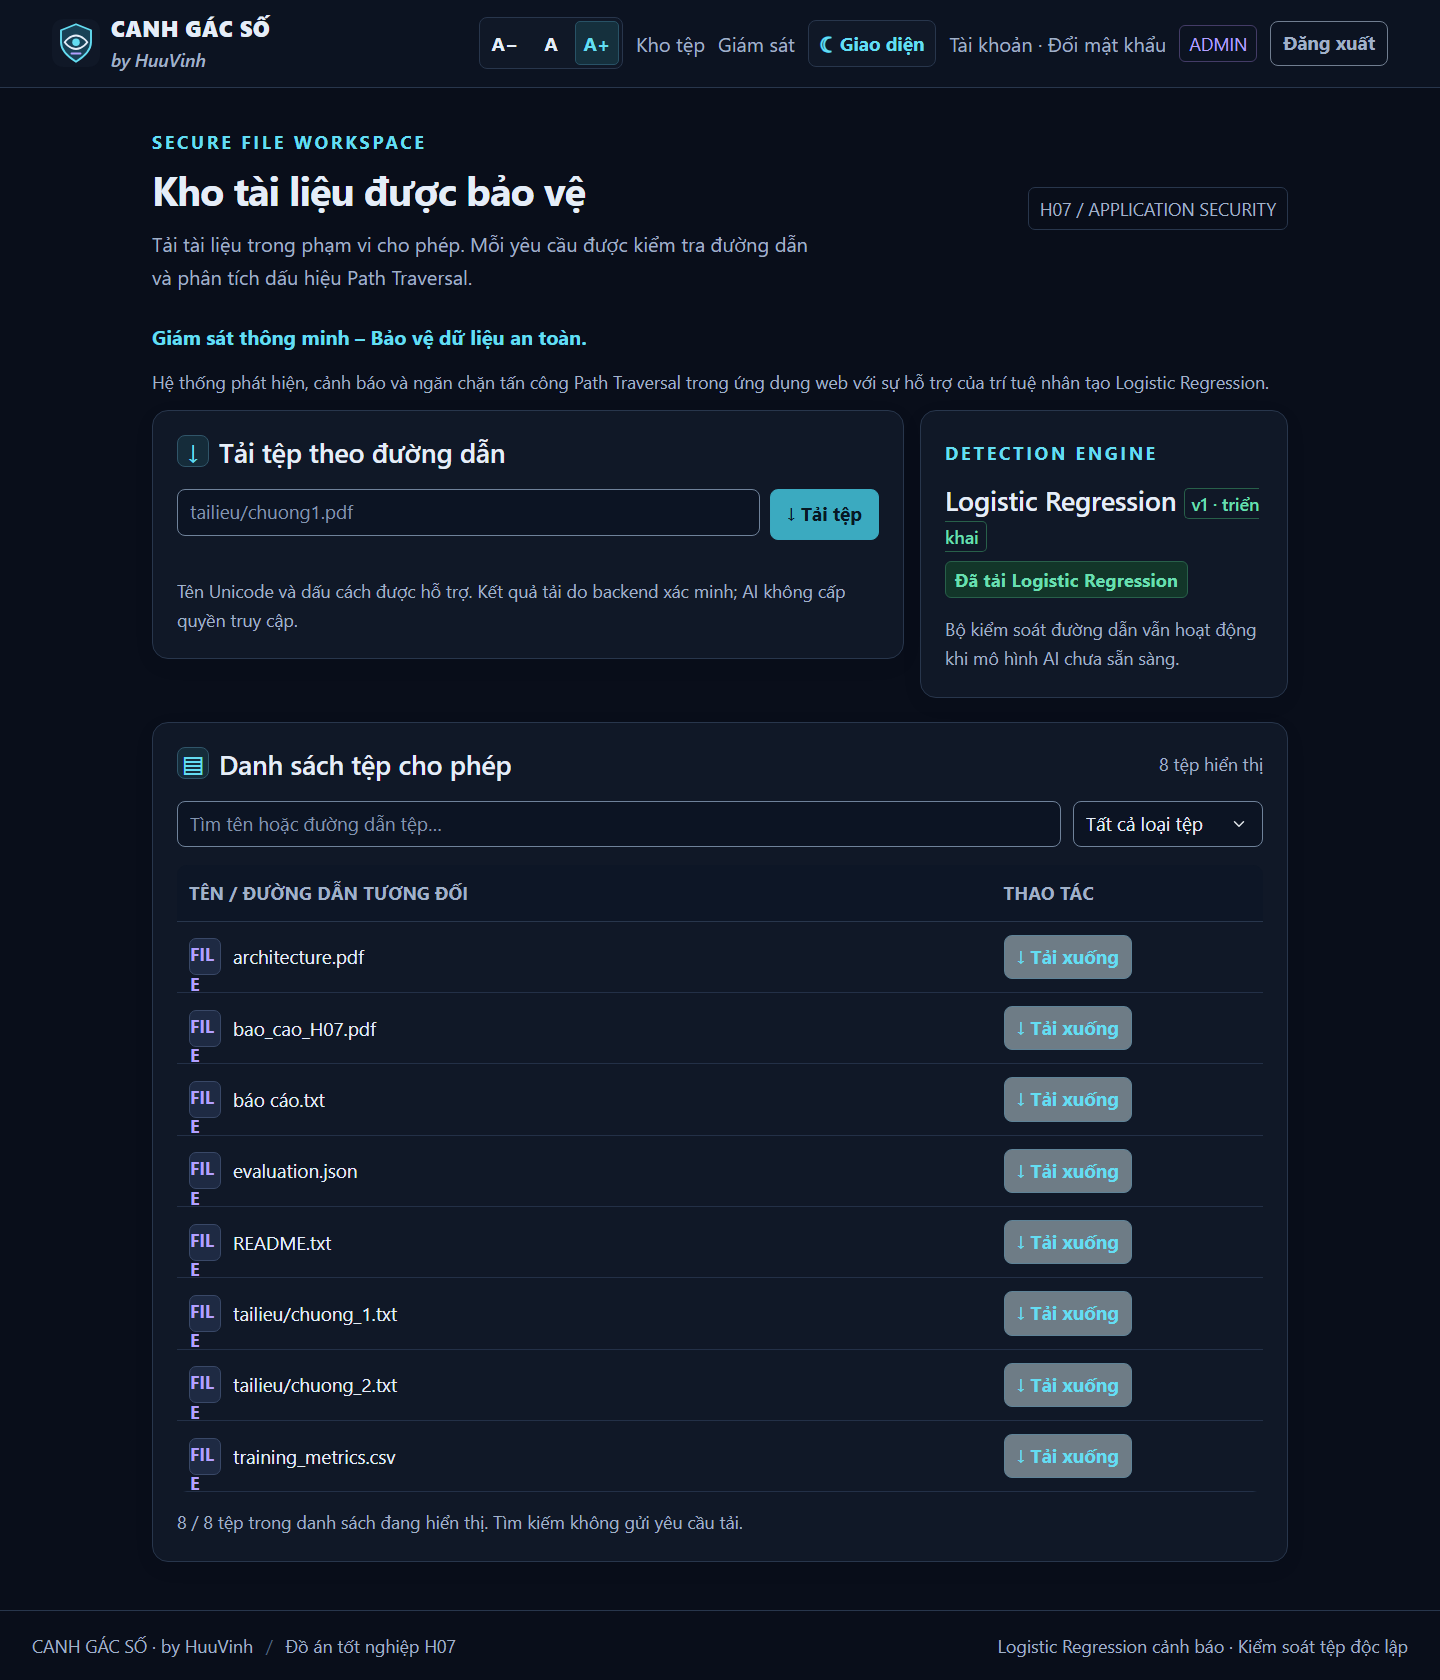 CANH GÁC SỐ
by HuuVinh
A− A A+ Kho tệp Giám sát Giao diện Tài khoản · Đổi mật khẩu ADMIN Đăng xuất
SECURE FILE WORKSPACE
Kho tài liệu được bảo vệ
H07 / APPLICATION SECURITY
Tải tài liệu trong phạm vi cho phép. Mỗi yêu cầu được kiểm tra đường dẫn
và phân tích dấu hiệu Path Traversal.
Giám sát thông minh – Bảo vệ dữ liệu an toàn.
Hệ thống phát hiện, cảnh báo và ngăn chặn tấn công Path Traversal trong ứng dụng web với sự hỗ trợ của trí tuệ nhân tạo Logistic Regression.
↓ Tải tệp theo đường dẫn
tailieu/chuong1.pdf
↓ Tải tệp
Tên Unicode và dấu cách được hỗ trợ. Kết quả tải do backend xác minh; AI không cấp
quyền truy cập.
DETECTION ENGINE
Logistic Regression v1 · triển
khai
Đã tải Logistic Regression
Bộ kiểm soát đường dẫn vẫn hoạt động
khi mô hình AI chưa sẵn sàng.
Danh sách tệp cho phép
8 tệp hiển thị
Tìm tên hoặc đường dẫn tệp...
Tất cả loại tệp
TÊN / ĐƯỜNG DẪN TƯƠNG ĐỐI THAO TÁC
FIL
E
architecture.pdf ↓ Tải xuống
FIL
E
bao_cao_H07.pdf ↓ Tải xuống
FIL
E
báo cáo.txt ↓ Tải xuống
FIL
E
evaluation.json ↓ Tải xuống
FIL
E
README.txt ↓ Tải xuống
FIL
E
tailieu/chuong_1.txt ↓ Tải xuống
FIL
E
tailieu/chuong_2.txt ↓ Tải xuống
FIL
E
training_metrics.csv ↓ Tải xuống
8 / 8 tệp trong danh sách đang hiển thị. Tìm kiếm không gửi yêu cầu tải.
CANH GÁC SỐ · by HuuVinh / Đồ án tốt nghiệp H07
Logistic Regression cảnh báo · Kiểm soát tệp độc lập